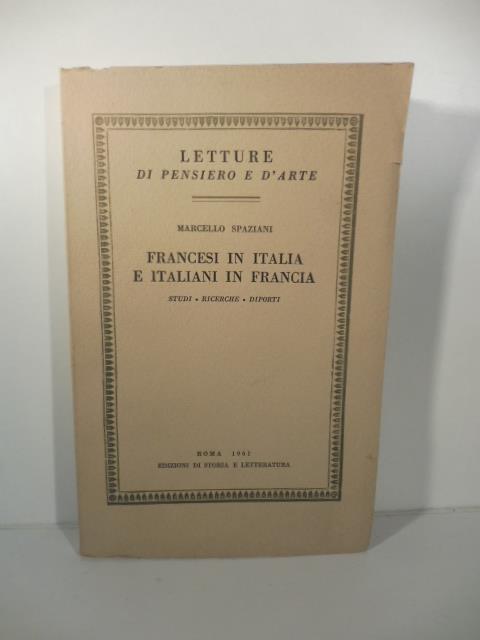 LETTURE
DI PENSIERO E D'ARTE
MARCELLO SPAZIANI
FRANCESI IN ITALIA
E ITALIANI IN FRANCIA
STUDI • RICERCHE • DIPORTI
ROMA 1961
EDIZIONI DI STORIA E LETTERATURA